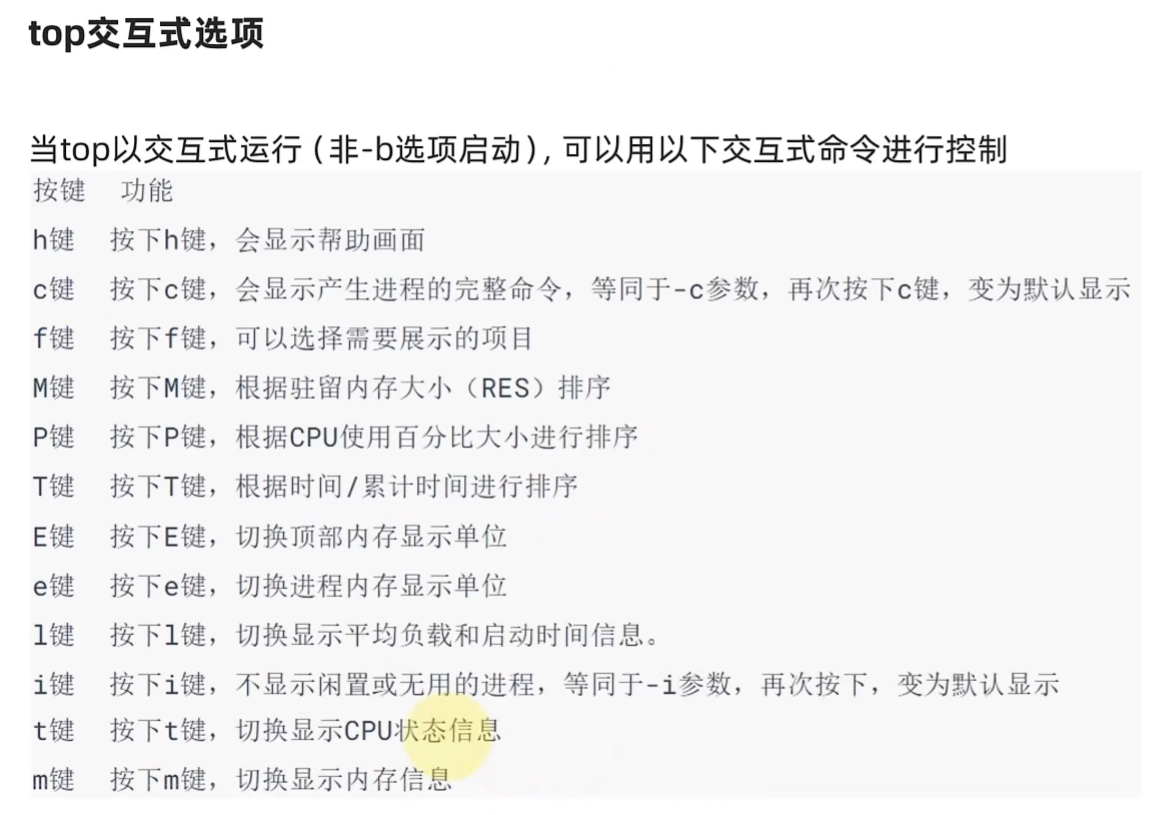 top交互式选项
当top以交互式运行（非-b选项启动），可以用以下交互式命令进行控制
按键 功能
h键 按下h键，会显示帮助画面
c键 按下c键，会显示产生进程的完整命令，等同于-c参数，再次按下c键，变为默认显示
f键 按下f键，可以选择需要展示的项目
M键 按下M键，根据驻留内存大小（RES）排序
P键 按下P键，根据CPU使用百分比大小进行排序
T键 按下T键，根据时间/累计时间进行排序
E键 按下E键，切换顶部内存显示单位
e键 按下e键，切换进程内存显示单位
l键 按下l键，切换显示平均负载和启动时间信息。
i键 按下i键，不显示闲置或无用的进程，等同于-i参数，再次按下，变为默认显示
t键 按下t键，切换显示CPU状态信息
m键 按下m键，切换显示内存信息